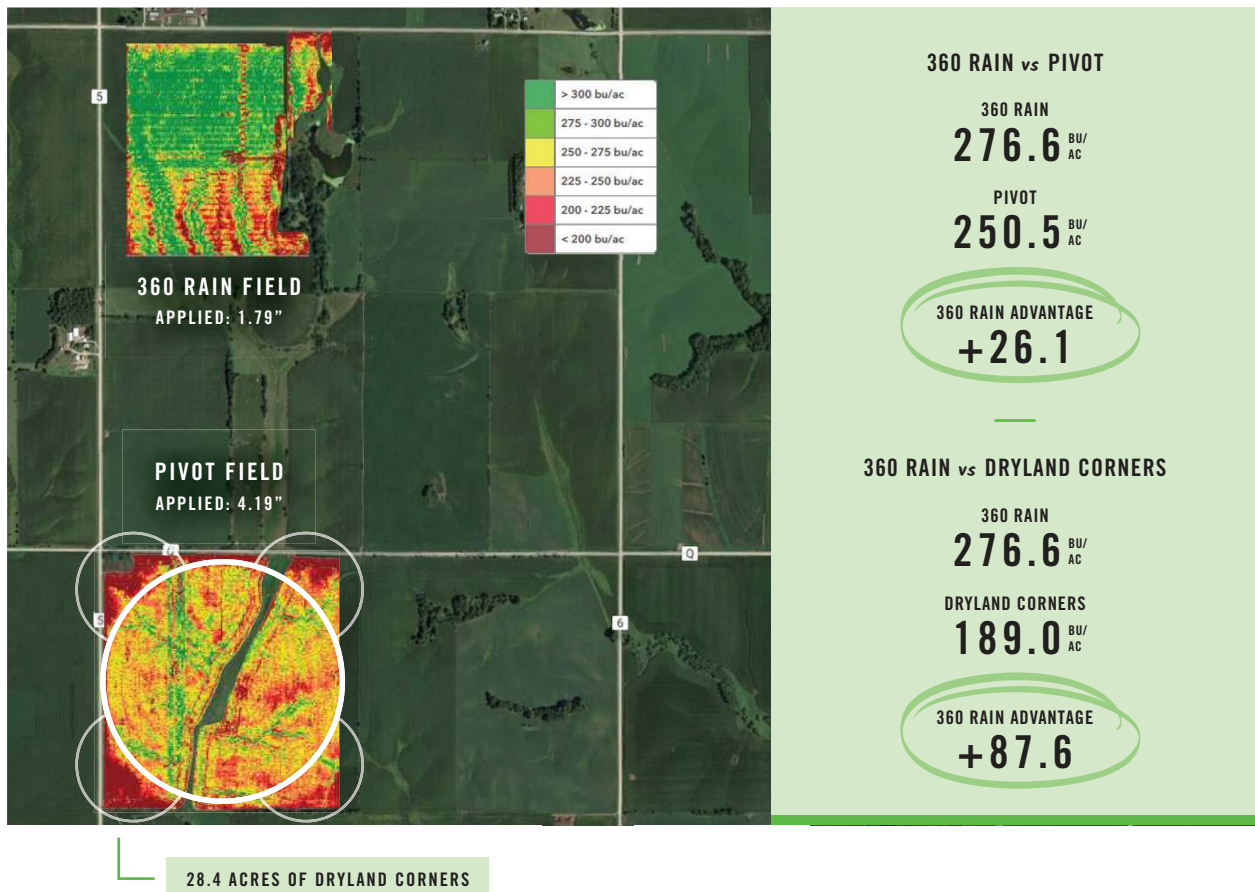 5
> 300 bu/ac
275 - 300 bu/ac
250 - 275 bu/ac
225 - 250 bu/ac
200 - 225 bu/ac
< 200 bu/ac
360 RAIN FIELD
APPLIED: 1.79”
PIVOT FIELD
APPLIED: 4.19”
Q
Q
5
6
28.4 ACRES OF DRYLAND CORNERS
360 RAIN vs PIVOT
360 RAIN
276.6 BU/AC
PIVOT
250.5 BU/AC
360 RAIN ADVANTAGE
+26.1
360 RAIN vs DRYLAND CORNERS
360 RAIN
276.6 BU/AC
DRYLAND CORNERS
189.0 BU/AC
360 RAIN ADVANTAGE
+87.6